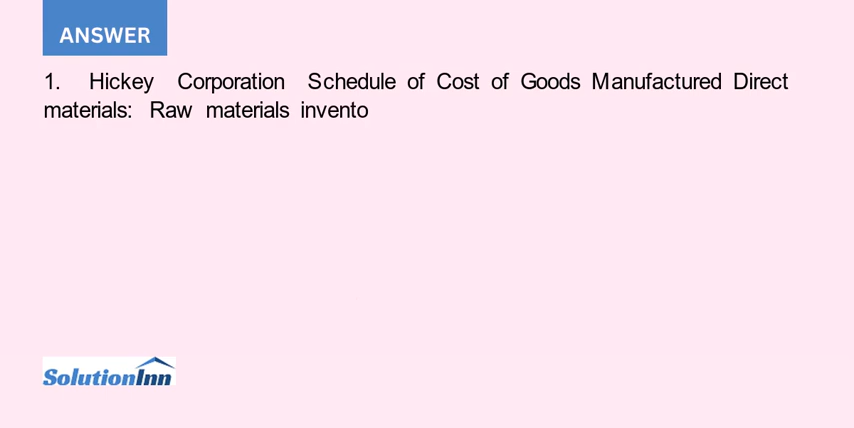 ANSWER
1. Hickey Corporation Schedule of Cost of Goods Manufactured Direct
materials: Raw materials invento
SolutionInn